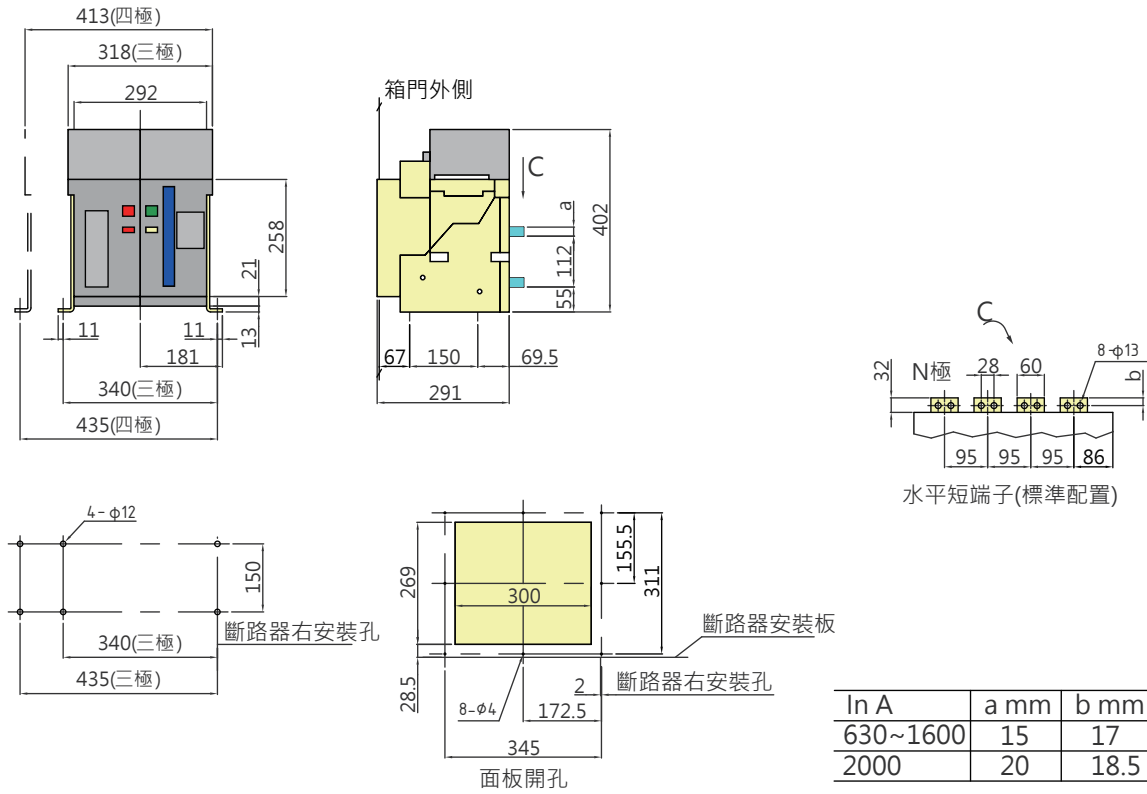 413(四極)
318(三極)
292
258
21
13
11
11
181
340(三極)
435(四極)
箱門外側
C
a
402
112
55
67
150
69.5
291
C
32
N極
28
60
8-φ13
b
95
95
95
86
水平短端子(標準配置)
4-φ12
150
斷路器右安裝孔
340(三極)
435(三極)
269
300
155.5
311
斷路器安裝板
28.5
2
斷路器右安裝孔
8-φ4
172.5
345
面板開孔
In A a mm b mm
630~1600 15 17
2000 20 18.5